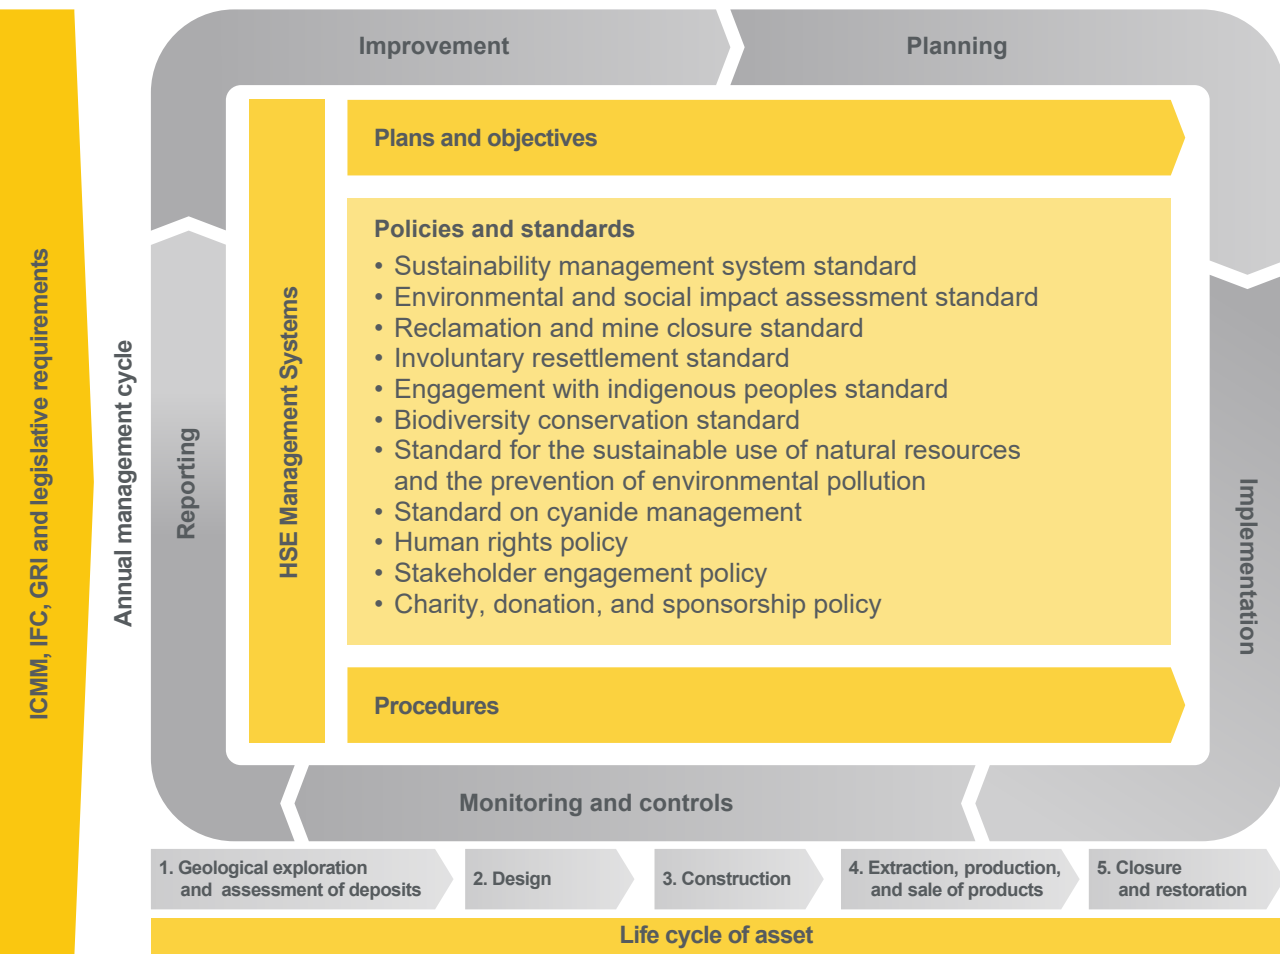 ICMM, IFC, GRI and legislative requirements
Annual management cycle
Improvement
Planning
Implementation
Monitoring and controls
Reporting
HSE Management Systems
Plans and objectives
Policies and standards
• Sustainability management system standard
• Environmental and social impact assessment standard
• Reclamation and mine closure standard
• Involuntary resettlement standard
• Engagement with indigenous peoples standard
• Biodiversity conservation standard
• Standard for the sustainable use of natural resources
and the prevention of environmental pollution
• Standard on cyanide management
• Human rights policy
• Stakeholder engagement policy
• Charity, donation, and sponsorship policy
Procedures
1. Geological exploration
and assessment of deposits
2. Design
3. Construction
4. Extraction, production,
and sale of products
5. Closure
and restoration
Life cycle of asset